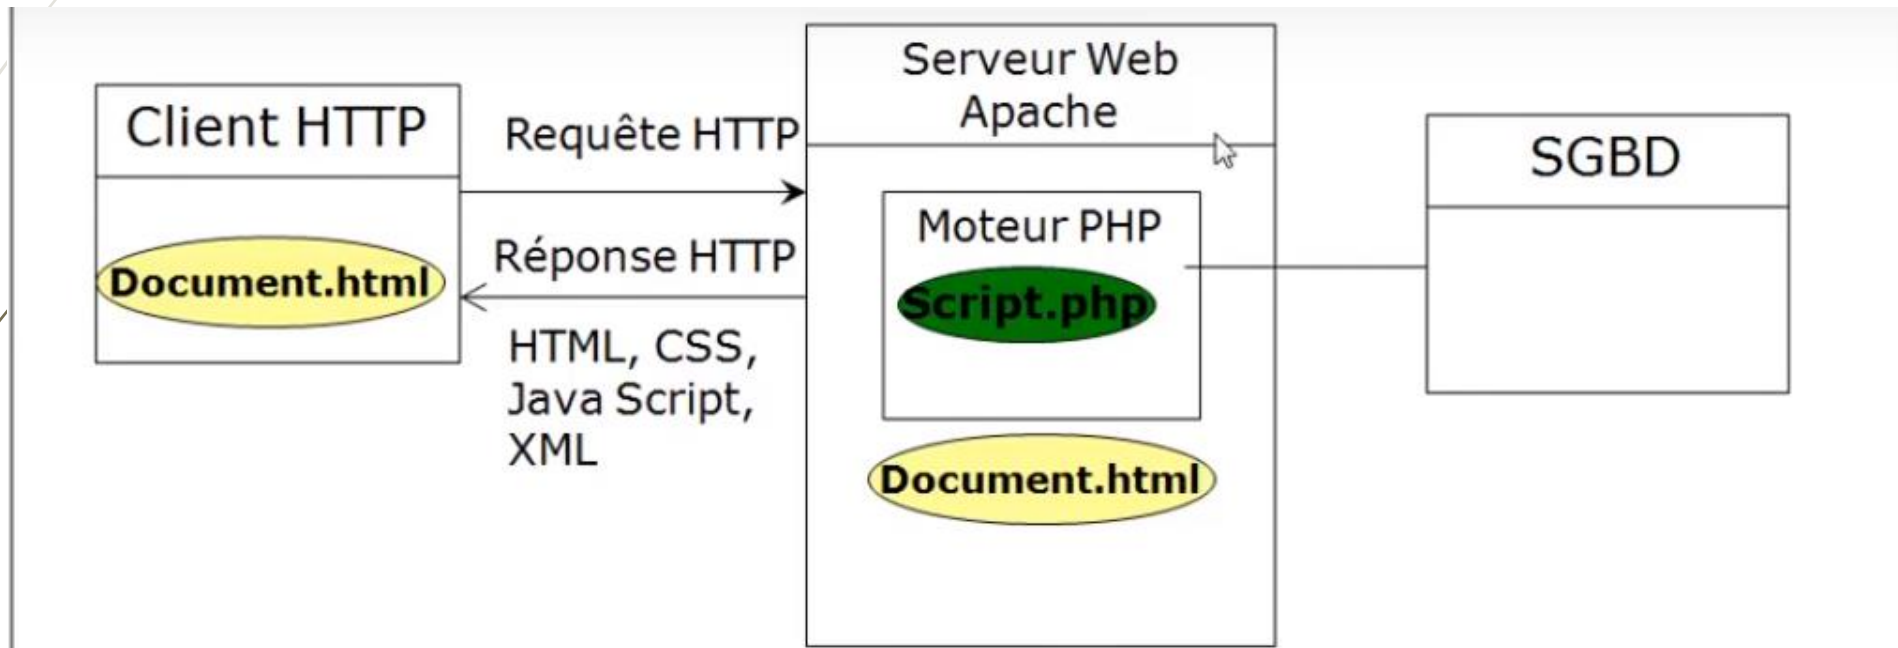 Client HTTP
Document.html
Requête HTTP
Réponse HTTP
HTML, CSS,
Java Script,
XML
Serveur Web
Apache
Moteur PHP
Script.php
Document.html
SGBD